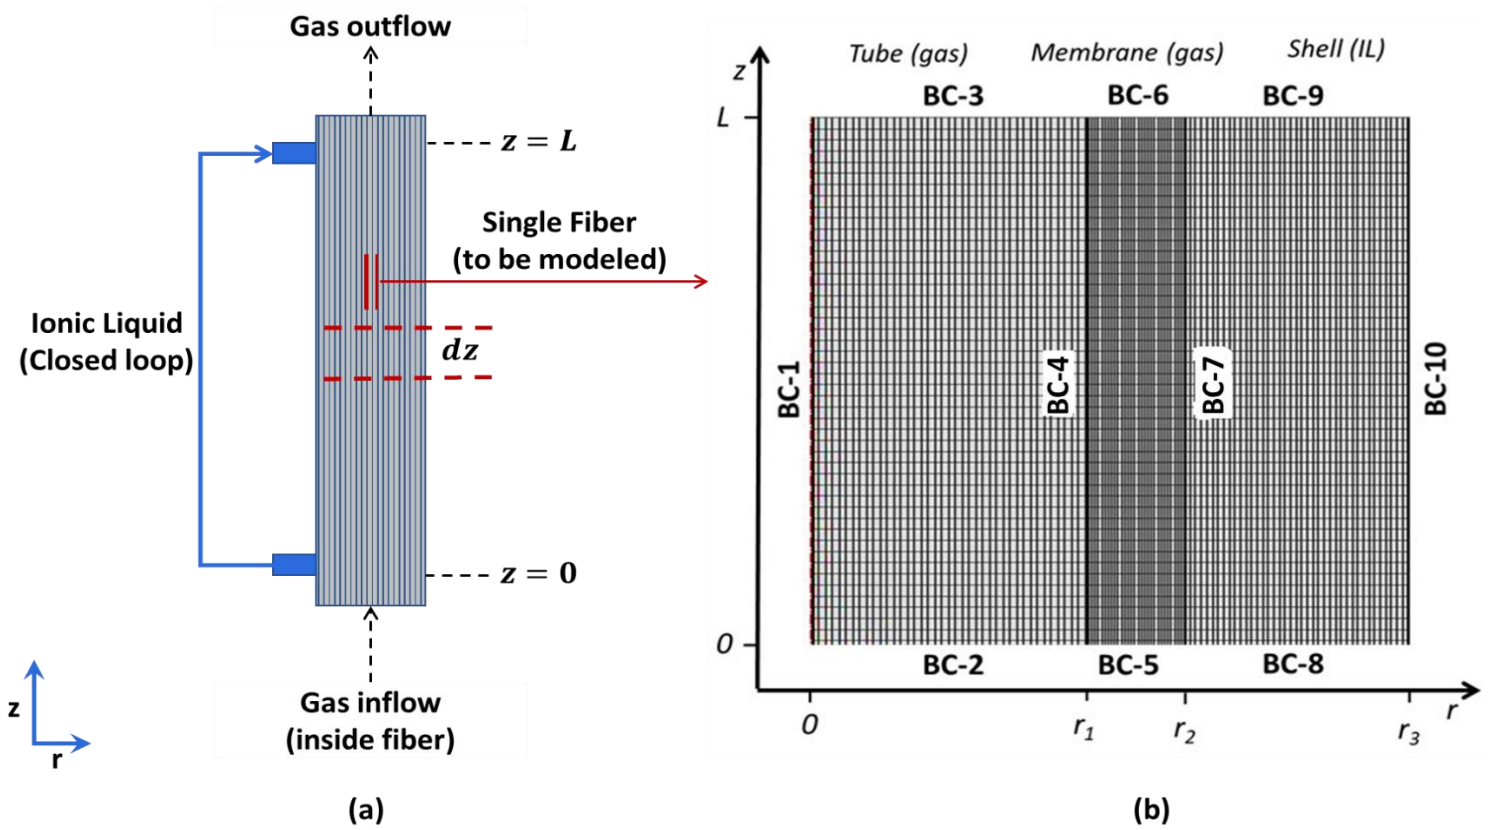 Gas outflow
z = L
Single Fiber
(to be modeled)
Ionic Liquid
(Closed loop)
dz
z = 0
Gas inflow
(inside fiber)
z
r
(a)
Tube (gas) Membrane (gas) Shell (IL)
z
BC-3 BC-6 BC-9
L
BC-1
BC-4
BC-7
BC-10
0
BC-2 BC-5 BC-8
r
0 r₁ r₂ r₃
(b)